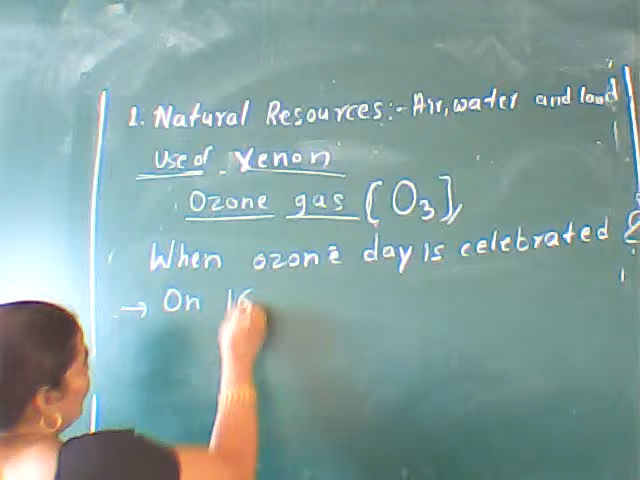 1. Natural Resources:- Air, water and land
Use of Xenon
Ozone gas [O3],
When ozone day is celebrated ?
→ On 16